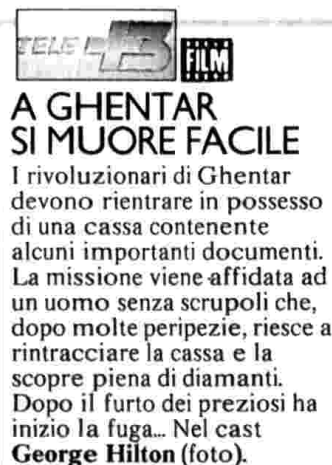 TELE +3 FILM
A GHENTAR
SI MUORE FACILE
I rivoluzionari di Ghentar
devono rientrare in possesso
di una cassa contenente
alcuni importanti documenti.
La missione viene affidata ad
un uomo senza scrupoli che,
dopo molte peripezie, riesce a
rintracciare la cassa e la
scopre piena di diamanti.
Dopo il furto dei preziosi ha
inizio la fuga... Nel cast
George Hilton (foto).